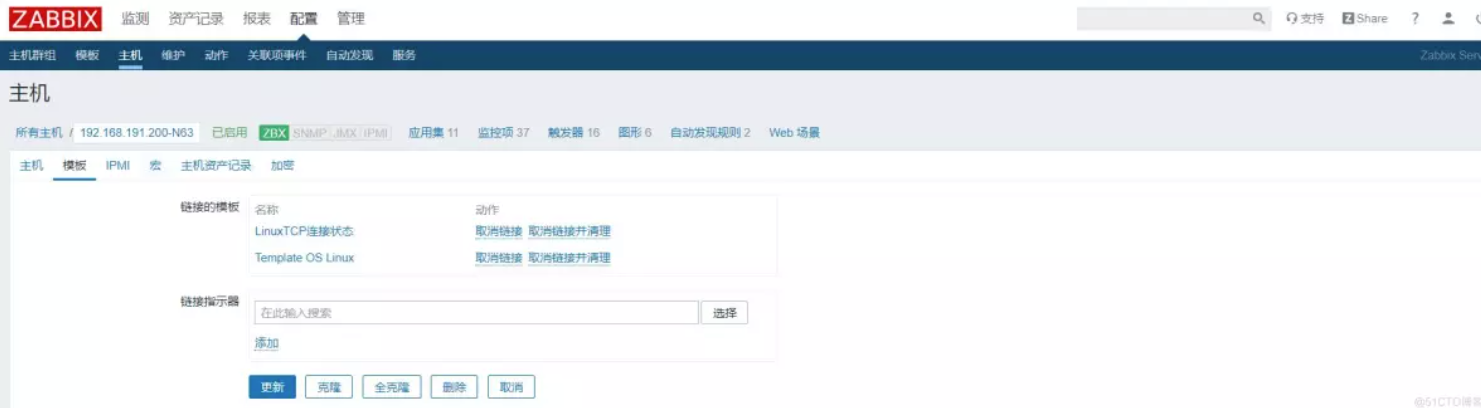 ZABBIX 监测 资产记录 报表 配置 管理 支持 Z Share ?
主机群组 模板 主机 维护 动作 关联项事件 自动发现 服务 Zabbix Serv
主机
所有主机 / 192.168.191.200-N63 已启用 ZBX SNMP JMX IPMI 应用集 11 监控项 37 触发器 16 图形 6 自动发现规则 2 Web 场景
主机 模板 IPMI 宏 主机资产记录 加密
链接的模板 名称 动作
LinuxTCP连接状态 取消链接 取消链接并清理
Template OS Linux 取消链接 取消链接并清理
链接指示器
在此输入搜索 选择
添加
更新 克隆 全克隆 删除 取消
@51CTO博客